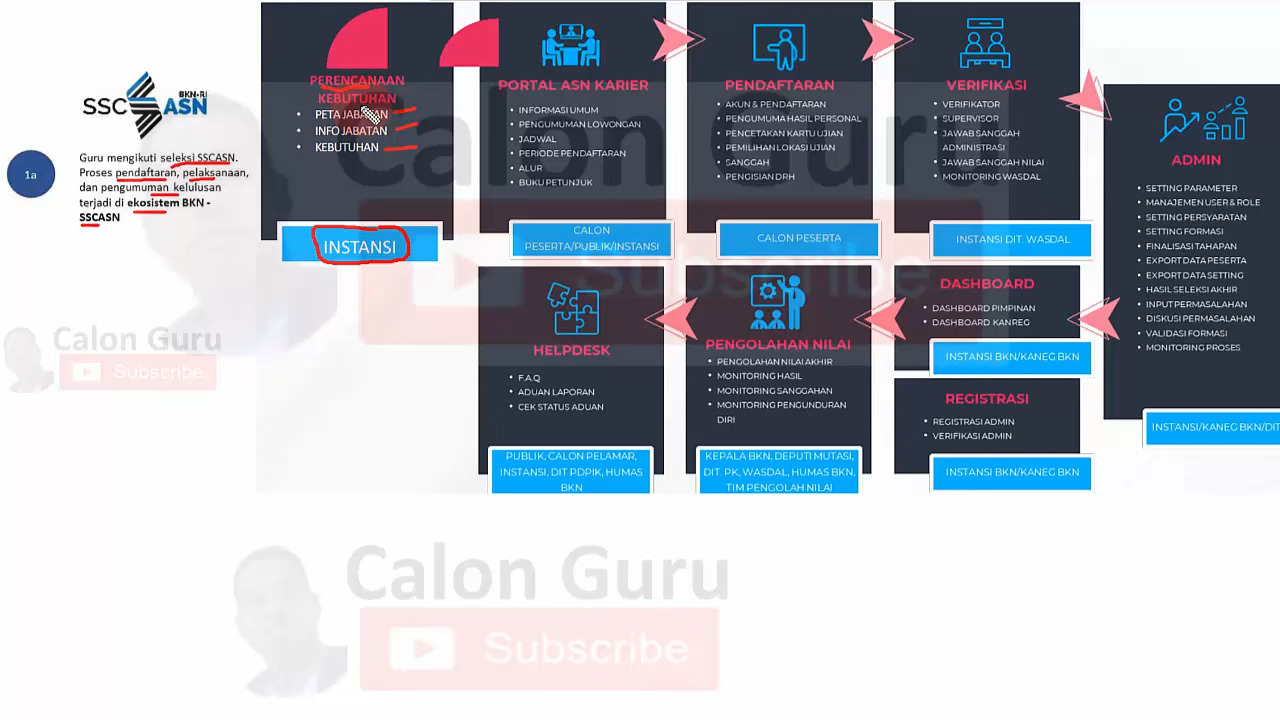 SSC ASN
BKN-RI
1a
Guru mengikuti seleksi SSCASN.
Proses pendaftaran, pelaksanaan,
dan pengumuman kelulusan
terjadi di ekosistem BKN -
SSCASN
PERENCANAAN
KEBUTUHAN
• PETA JABATAN
• INFO JABATAN
• KEBUTUHAN
INSTANSI
PORTAL ASN KARIER
• INFORMASI UMUM
• PENGUMUMAN LOWONGAN
• JADWAL
• PERIODE PENDAFTARAN
• ALUR
• BUKU PETUNJUK
CALON
PESERTA/PUBLIK/INSTANSI
PENDAFTARAN
• AKUN & PENDAFTARAN
• PENGUMUMA HASIL PERSONAL
• PENCETAKAN KARTU UJIAN
• PEMILIHAN LOKASI UJIAN
• SANGGAH
• PENGISIAN DRH
CALON PESERTA
VERIFIKASI
• VERIFIKATOR
• SUPERVISOR
• JAWAB SANGGAH
ADMINISTRASI
• JAWAB SANGGAH NILAI
• MONITORING WASDAL
INSTANSI DIT. WASDAL
ADMIN
• SETTING PARAMETER
• MANAJEMEN USER & ROLE
• SETTING PERSYARATAN
• SETTING FORMASI
• FINALISASI TAHAPAN
• EXPORT DATA PESERTA
• EXPORT DATA SETTING
• HASIL SELEKSI AKHIR
• INPUT PERMASALAHAN
• DISKUSI PERMASALAHAN
• VALIDASI FORMASI
• MONITORING PROSES
INSTANSI/KANEG BKN/DIT
DASHBOARD
• DASHBOARD PIMPINAN
• DASHBOARD KANREG
INSTANSI BKN/KANEG BKN
REGISTRASI
• REGISTRASI ADMIN
• VERIFIKASI ADMIN
INSTANSI BKN/KANEG BKN
PENGOLAHAN NILAI
• PENGOLAHAN NILAI AKHIR
• MONITORING HASIL
• MONITORING SANGGAHAN
• MONITORING PENGUNDURAN
DIRI
KEPALA BKN, DEPUTI MUTASI,
DIT. PK, WASDAL, HUMAS BKN,
TIM PENGOLAH NILAI
HELPDESK
• F.A.Q
• ADUAN LAPORAN
• CEK STATUS ADUAN
PUBLIK, CALON PELAMAR,
INSTANSI, DIT PDPIK, HUMAS
BKN
Calon Guru
Subscribe
Calon Guru
Subscribe
Calon Guru
Subscribe